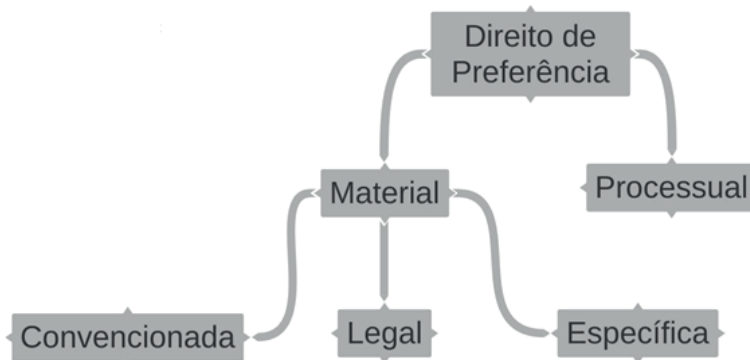 Direito de
Preferência
Material
Processual
Convencionada
Legal
Específica